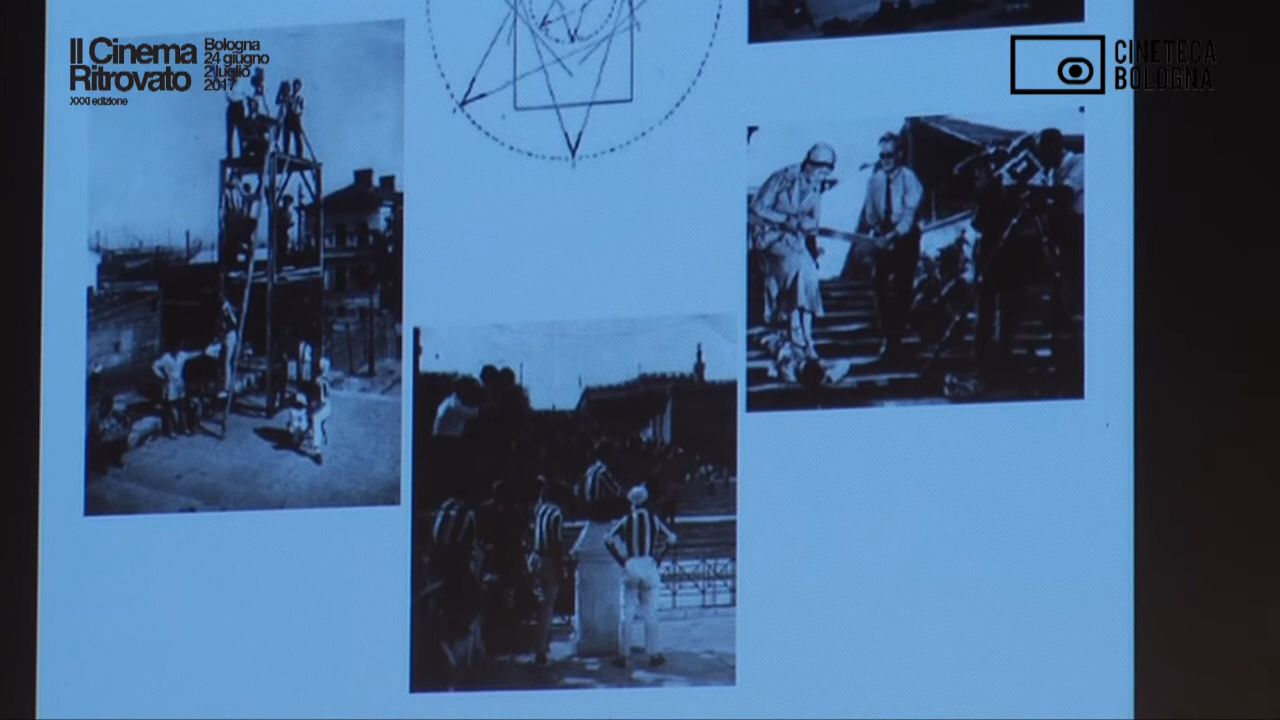 Il Cinema
Ritrovato
XXXI edizione
Bologna
24 giugno
2 luglio
2017
CINETECA
BOLOGNA